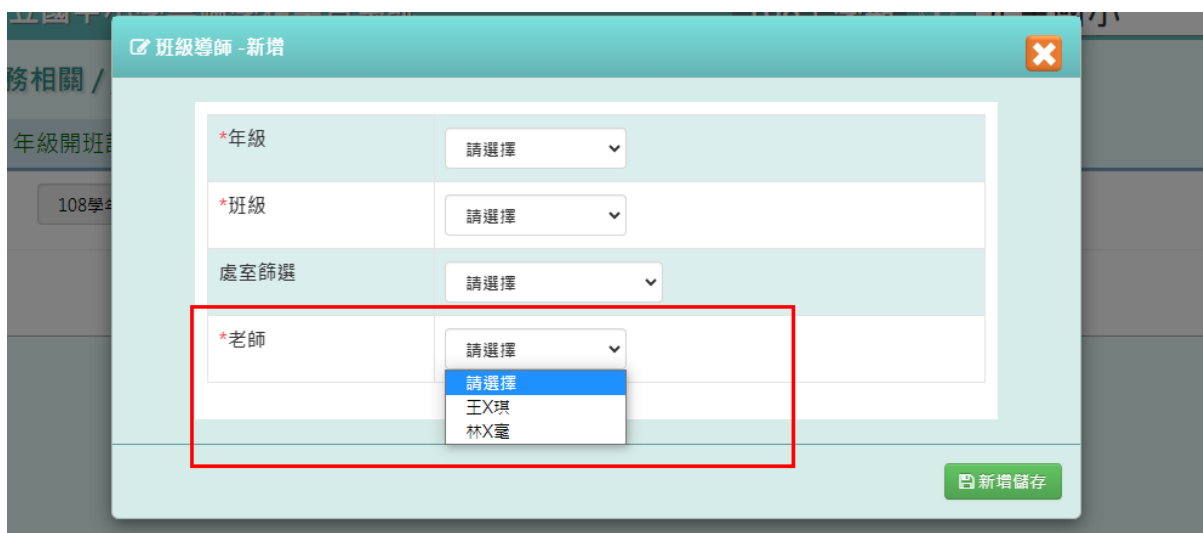 班級導師 -新增
務相關 /
年級開班
108學年
*年級
請選擇
*班級
請選擇
處室篩選
請選擇
*老師
請選擇
請選擇
王X琪
林X毫
新增儲存